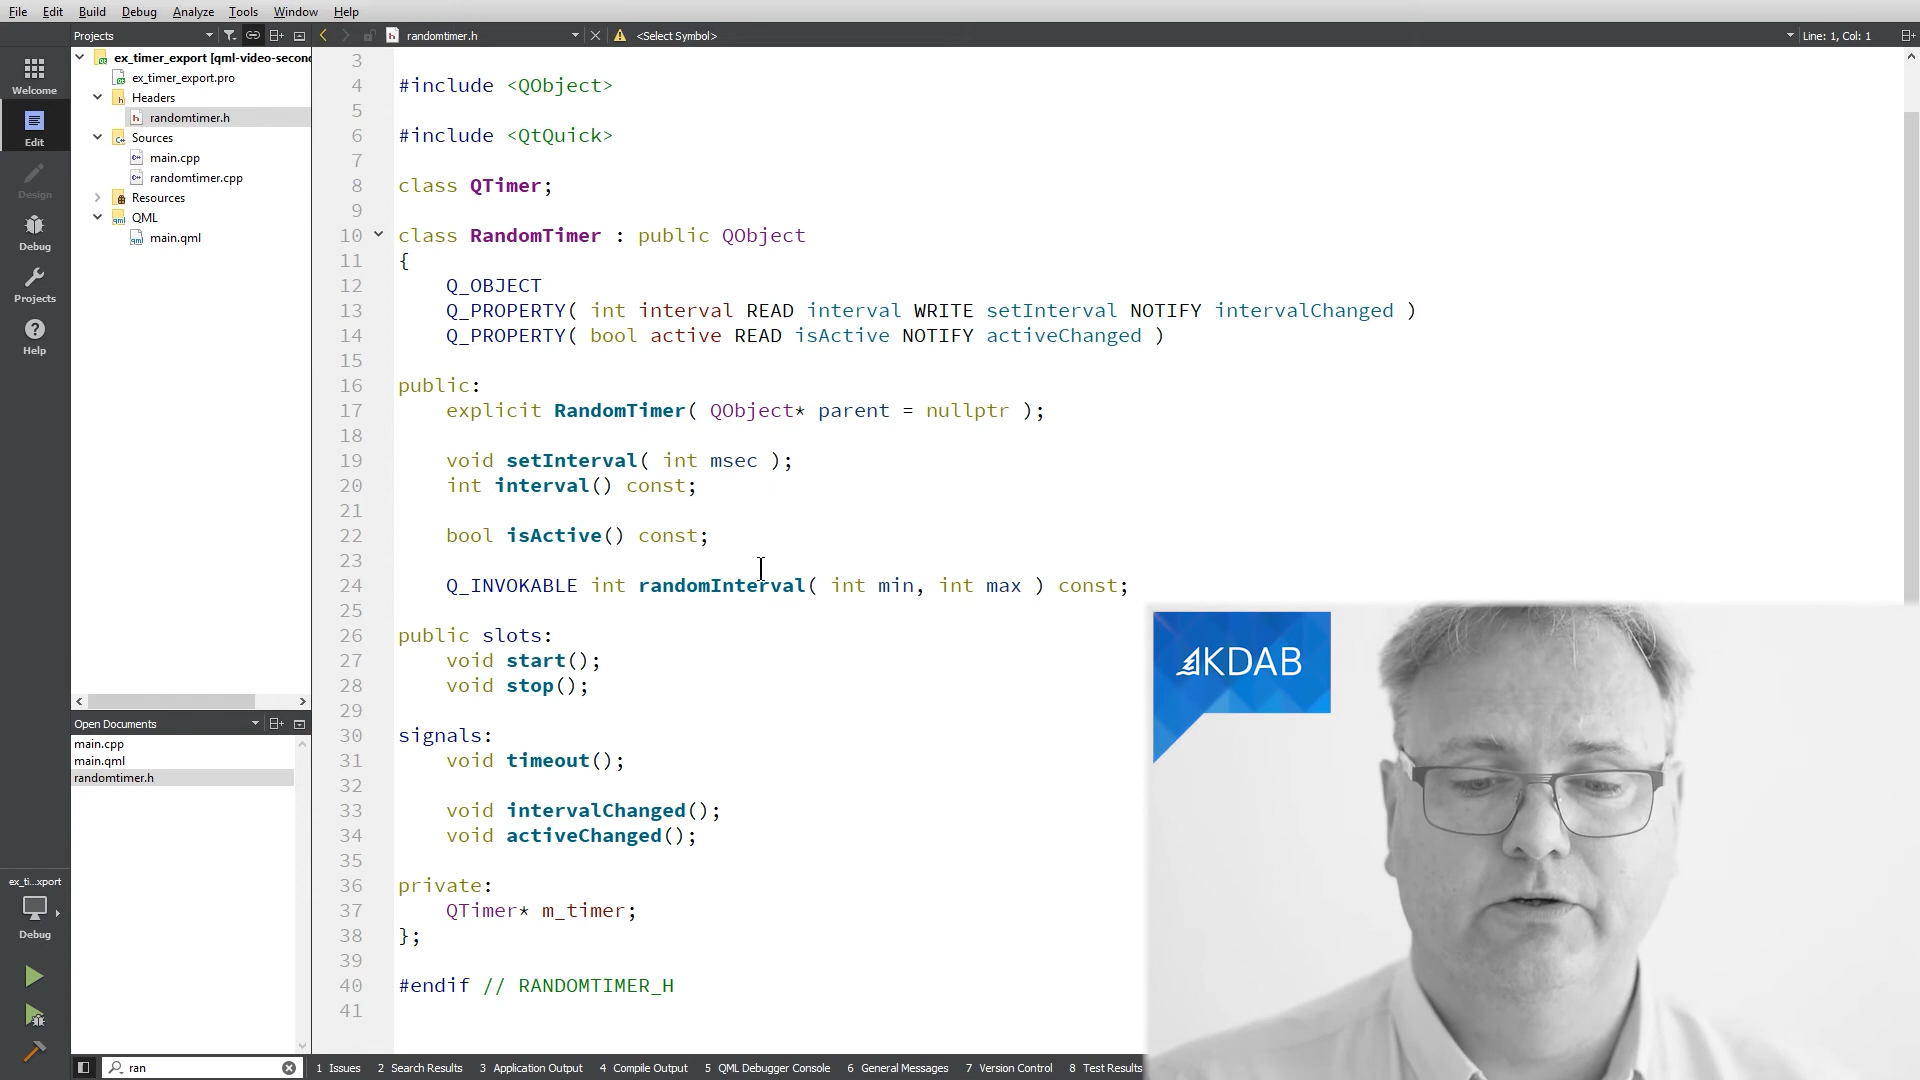 File Edit Build Debug Analyze Tools Window Help
Projects
randomtimer.h
<Select Symbol>
Line: 1, Col: 1
Welcome
Edit
Design
Debug
Projects
Help
ex_timer_export [qml-video-secon
ex_timer_export.pro
Headers
randomtimer.h
Sources
main.cpp
randomtimer.cpp
Resources
QML
main.qml
Open Documents
main.cpp
main.qml
randomtimer.h
ex_ti...xport
Debug
ran
3
4 #include <QObject>
5
6 #include <QtQuick>
7
8 class QTimer;
9
10 class RandomTimer : public QObject
11 {
12 Q_OBJECT
13 Q_PROPERTY( int interval READ interval WRITE setInterval NOTIFY intervalChanged )
14 Q_PROPERTY( bool active READ isActive NOTIFY activeChanged )
15
16 public:
17 explicit RandomTimer( QObject* parent = nullptr );
18
19 void setInterval( int msec );
20 int interval() const;
21
22 bool isActive() const;
23
24 Q_INVOKABLE int randomInterval( int min, int max ) const;
25
26 public slots:
27 void start();
28 void stop();
29
30 signals:
31 void timeout();
32
33 void intervalChanged();
34 void activeChanged();
35
36 private:
37 QTimer* m_timer;
38 };
39
40 #endif // RANDOMTIMER_H
41
KDAB
1 Issues 2 Search Results 3 Application Output 4 Compile Output 5 QML Debugger Console 6 General Messages 7 Version Control 8 Test Results